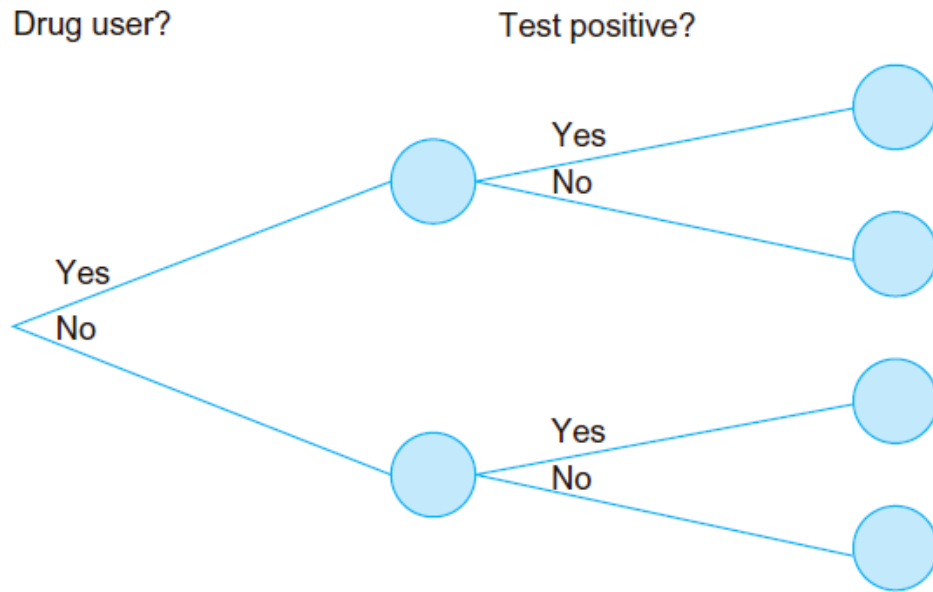 Drug user? Test positive?
Yes
No
Yes
No
Yes
No